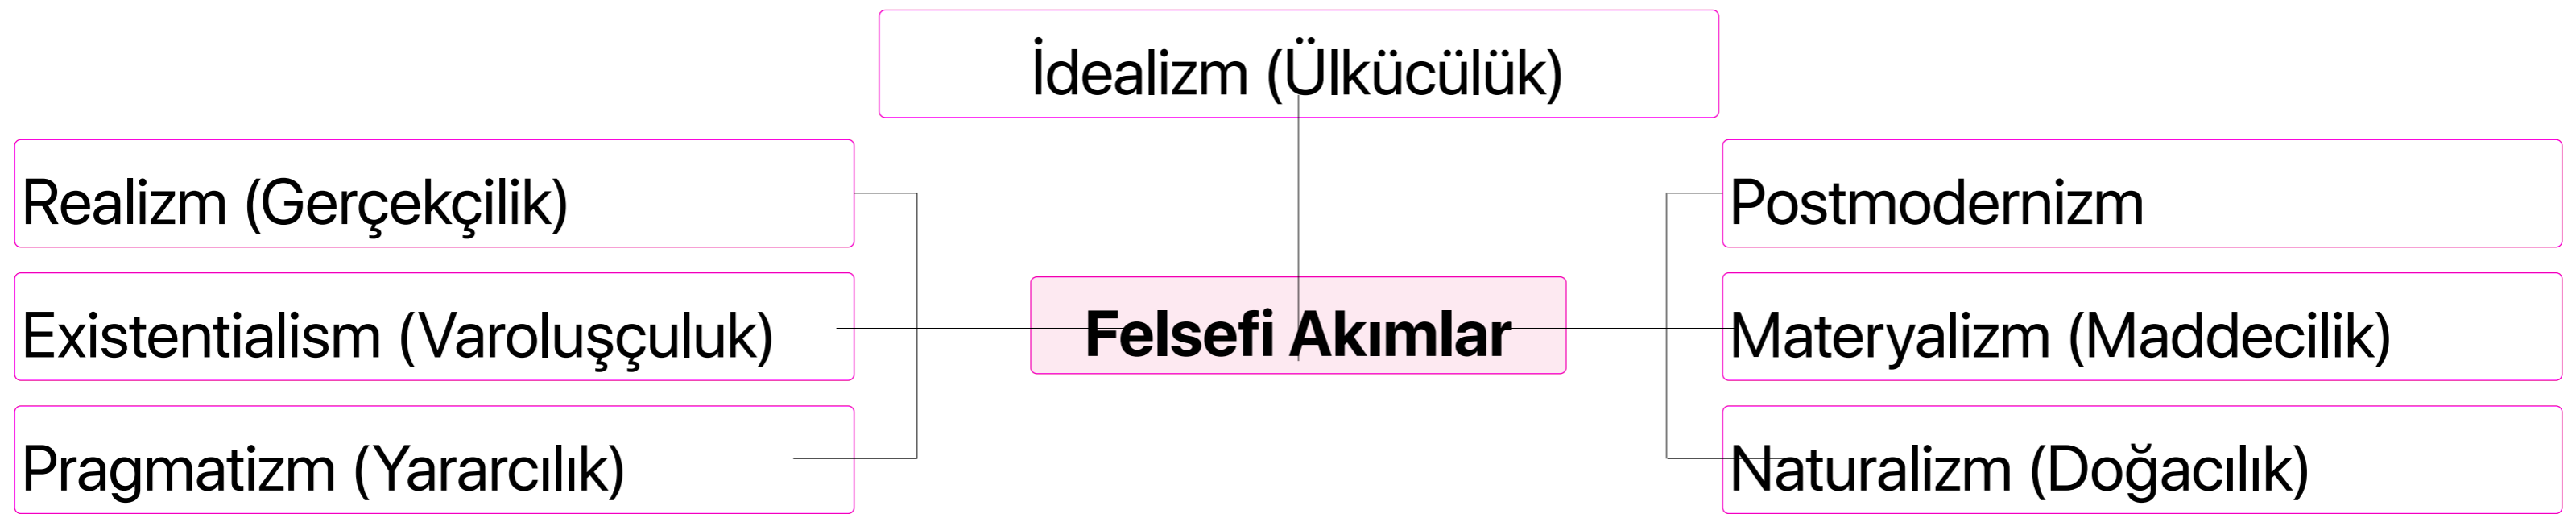 İdealizm (Ülkücülük)
Realizm (Gerçekçilik)
Existentialism (Varoluşçuluk)
Pragmatizm (Yararcılık)
Felsefi Akımlar
Postmodernizm
Materyalizm (Maddecilik)
Naturalizm (Doğacılık)